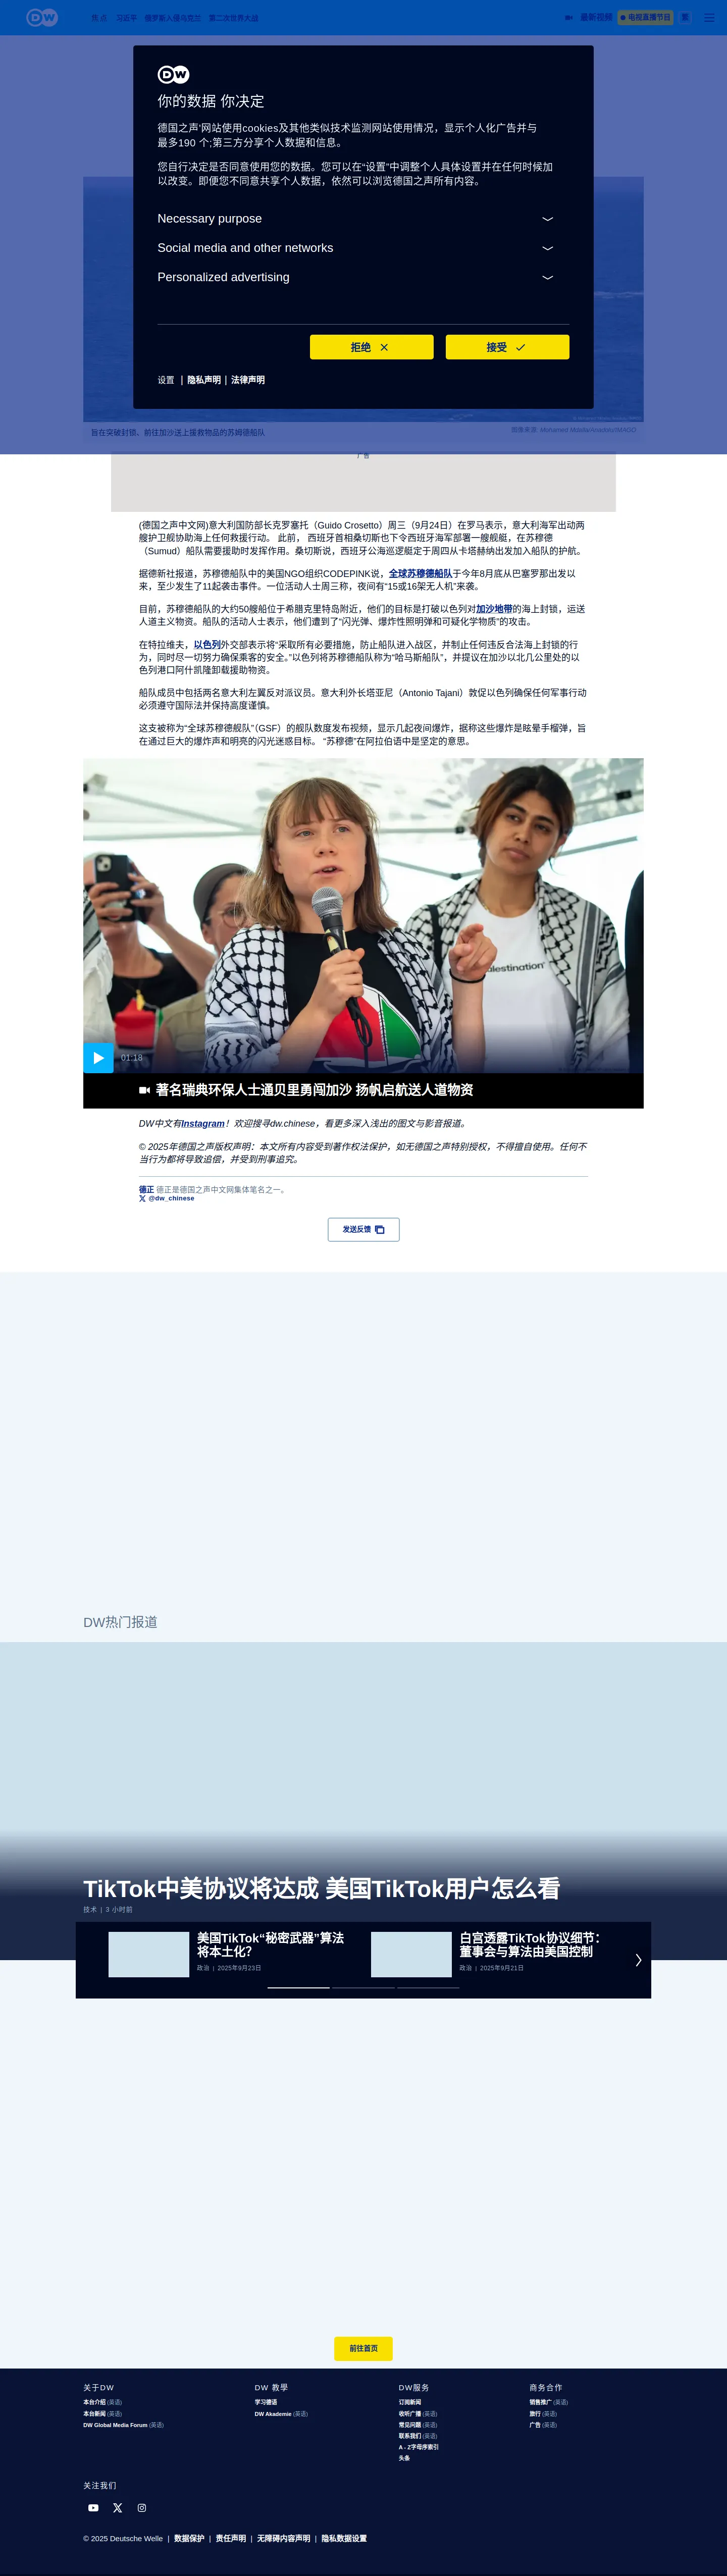 DW
焦点 习近平 俄罗斯入侵乌克兰 第二次世界大战
最新视频 电视直播节目 繁
DW
你的数据 你决定
德国之声'网站使用cookies及其他类似技术监测网站使用情况，显示个人化广告并与
最多190 个;第三方分享个人数据和信息。
您自行决定是否同意使用您的数据。您可以在“设置”中调整个人具体设置并在任何时候加
以改变。即便您不同意共享个人数据，依然可以浏览德国之声所有内容。
Necessary purpose
Social media and other networks
Personalized advertising
拒绝
接受
设置 | 隐私声明 | 法律声明
旨在突破封锁、前往加沙送上援救物品的苏姆德船队
图像来源: Mohamed Mdalla/Anadolu/IMAGO
广告
(德国之声中文网)意大利国防部长克罗塞托（Guido Crosetto）周三（9月24日）在罗马表示，意大利海军出动两
艘护卫舰协助海上任何救援行动。 此前， 西班牙首相桑切斯也下令西班牙海军部署一艘舰艇，在苏穆德
（Sumud）船队需要援助时发挥作用。桑切斯说，西班牙公海巡逻艇定于周四从卡塔赫纳出发加入船队的护航。
据德新社报道，苏穆德船队中的美国NGO组织CODEPINK说，全球苏穆德船队于今年8月底从巴塞罗那出发以
来，至少发生了11起袭击事件。一位活动人士周三称，夜间有“15或16架无人机”来袭。
目前，苏穆德船队的大约50艘船位于希腊克里特岛附近，他们的目标是打破以色列对加沙地带的海上封锁，运送
人道主义物资。船队的活动人士表示，他们遭到了“闪光弹、爆炸性照明弹和可疑化学物质”的攻击。
在特拉维夫，以色列外交部表示将“采取所有必要措施，防止船队进入战区，并制止任何违反合法海上封锁的行
为，同时尽一切努力确保乘客的安全。”以色列将苏穆德船队称为“哈马斯船队”，并提议在加沙以北几公里处的以
色列港口阿什凯隆卸载援助物资。
船队成员中包括两名意大利左翼反对派议员。意大利外长塔亚尼（Antonio Tajani）敦促以色列确保任何军事行动
必须遵守国际法并保持高度谨慎。
这支被称为“全球苏穆德舰队”（GSF）的舰队数度发布视频，显示几起夜间爆炸，据称这些爆炸是眩晕手榴弹，旨
在通过巨大的爆炸声和明亮的闪光迷惑目标。 “苏穆德”在阿拉伯语中是坚定的意思。
alestination
01:18
著名瑞典环保人士通贝里勇闯加沙 扬帆启航送人道物资
DW中文有Instagram！欢迎搜寻dw.chinese，看更多深入浅出的图文与影音报道。
© 2025年德国之声版权声明：本文所有内容受到著作权法保护，如无德国之声特别授权，不得擅自使用。任何不
当行为都将导致追偿，并受到刑事追究。
德正 德正是德国之声中文网集体笔名之一。
@dw_chinese
发送反馈
DW热门报道
TikTok中美协议将达成 美国TikTok用户怎么看
技术 | 3 小时前
美国TikTok“秘密武器”算法
将本土化？
政治 | 2025年9月23日
白宫透露TikTok协议细节：
董事会与算法由美国控制
政治 | 2025年9月21日
前往首页
关于DW
本台介绍 (英语)
本台新闻 (英语)
DW Global Media Forum (英语)
DW 教學
学习德语
DW Akademie (英语)
DW服务
订阅新闻
收听广播 (英语)
常见问题 (英语)
联系我们 (英语)
A - Z字母序索引
头条
商务合作
销售推广 (英语)
旅行 (英语)
广告 (英语)
关注我们
© 2025 Deutsche Welle | 数据保护 | 责任声明 | 无障碍内容声明 | 隐私数据设置